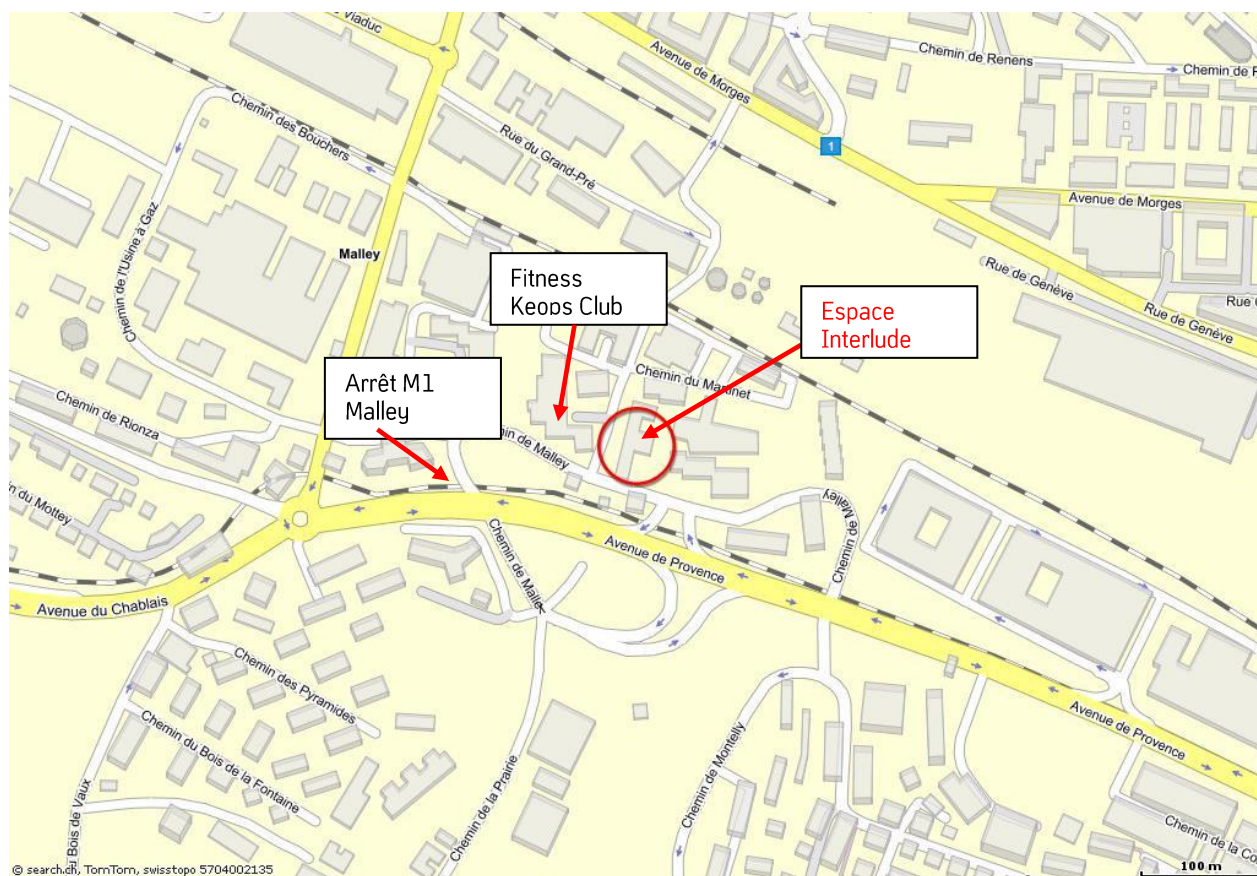 Viaduc
Avenue de Morges
Chemin de Renens
Chemin de
Chemin des Bouchers
Rue du Grand-Pré
1
Avenue de Morges
Chemin de l'Usine à Gaz
Malley
Fitness
Keops Club
Espace
Interlude
Rue de Genève
Rue de Genève
Rue
Arrêt M1
Malley
Chemin du Martinet
Chemin de Rionza
min de Malley
in du Mottey
Chemin de Malley
Chemin de Malley
Avenue de Provence
Avenue du Chablais
Chemin des Pyramides
Chemin du Bois de la Fontaine
Avenue de Provence
Chemin de Montelly
Chemin de la Prairie
u Bois de Vaux
Chemin de la Co
© search.ch, TomTom, swisstopo 5704002135
100 m